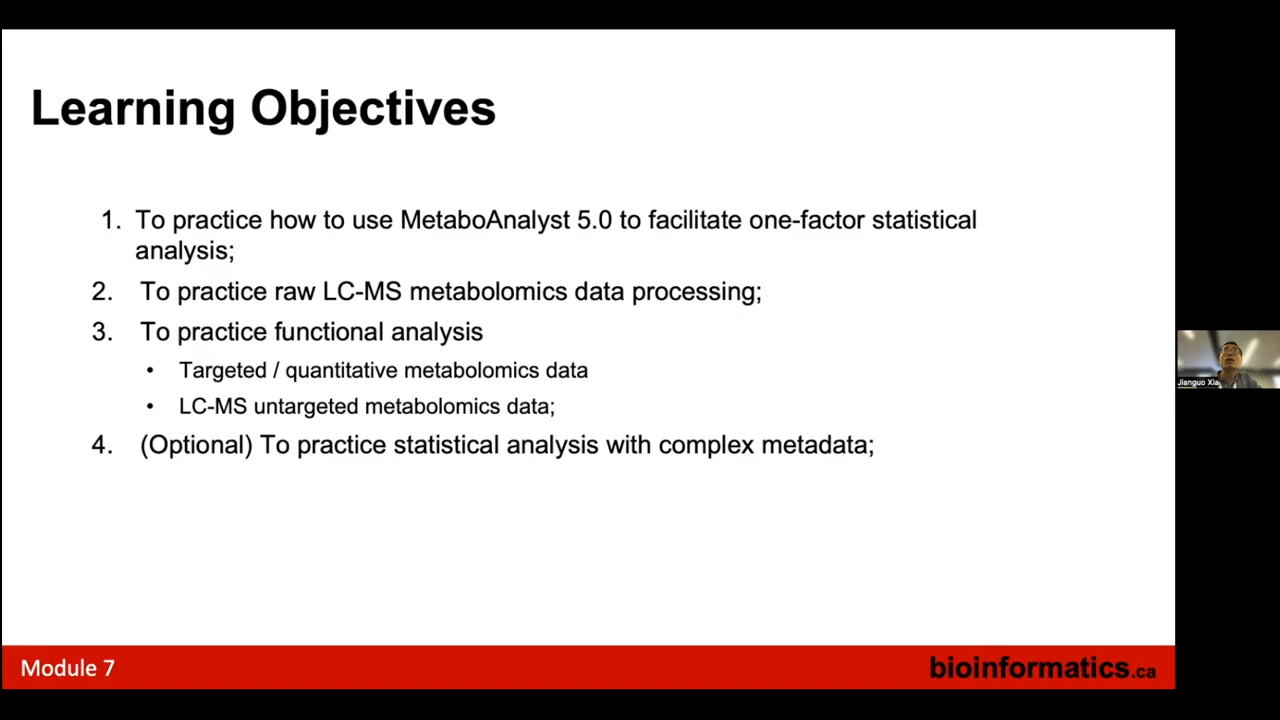 Learning Objectives
1. To practice how to use MetaboAnalyst 5.0 to facilitate one-factor statistical
analysis;
2. To practice raw LC-MS metabolomics data processing;
3. To practice functional analysis
• Targeted / quantitative metabolomics data
• LC-MS untargeted metabolomics data;
4. (Optional) To practice statistical analysis with complex metadata;
Jianguo Xia
Module 7
bioinformatics.ca